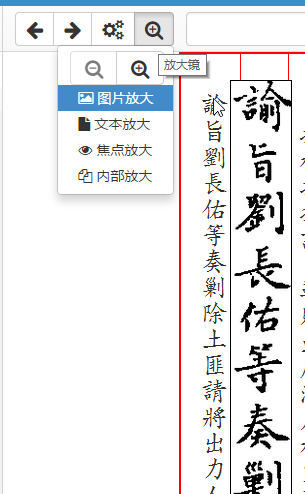 放大镜
图片放大
文本放大
焦点放大
内部放大
諭旨劉長佑等奏剿除土匪請將出力
諭旨劉長佑等奏剿